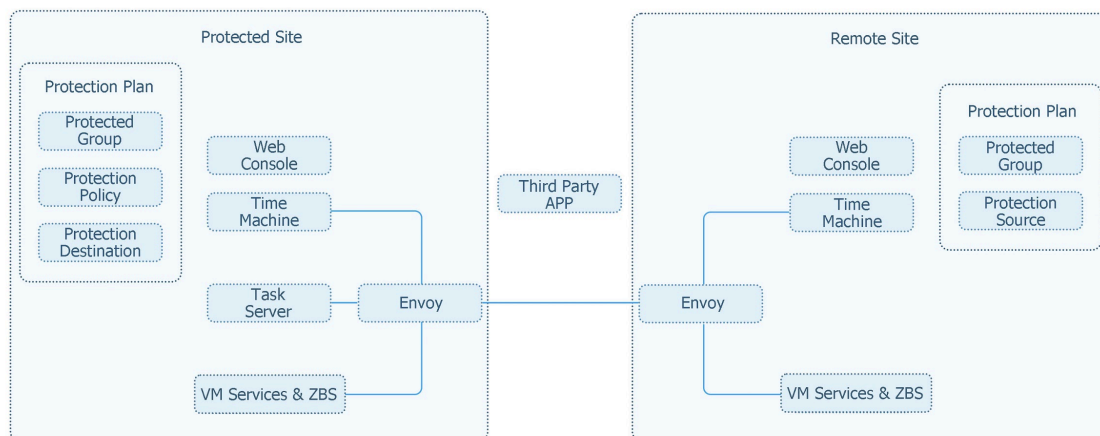 Protected Site
Protection Plan
Protected
Group
Protection
Policy
Protection
Destination
Web
Console
Time
Machine
Task
Server
Envoy
VM Services & ZBS
Third Party
APP
Remote Site
Envoy
Web
Console
Time
Machine
VM Services & ZBS
Protection Plan
Protected
Group
Protection
Source